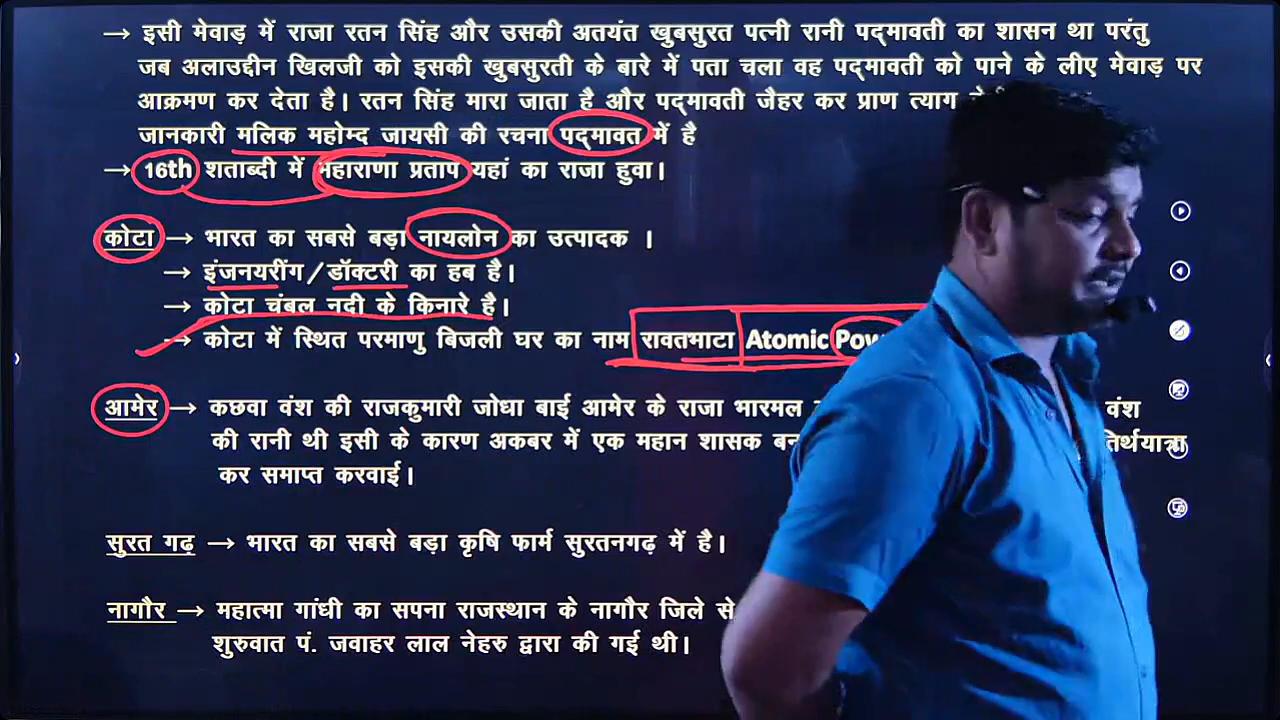 → इसी मेवाड़ में राजा रतन सिंह और उसकी अतयंत खुबसुरत पत्नी रानी पद्मावती का शासन था परंतु
जब अलाउद्दीन खिलजी को इसकी खुबसुरती के बारे में पता चला वह पद्मावती को पाने के लीए मेवाड़ पर
आक्रमण कर देता है। रतन सिंह मारा जाता है और पद्मावती जैहर कर प्राण त्याग
जानकारी मलिक महोम्द जायसी की रचना पद्मावत में है
→ 16th शताब्दी में महाराणा प्रताप यहां का राजा हुवा।
कोटा → भारत का सबसे बड़ा नायलोन का उत्पादक ।
→ इंजनयरींग/डॉक्टरी का हब है।
→ कोटा चंबल नदी के किनारे है।
→ कोटा में स्थित परमाणु बिजली घर का नाम रावतभाटा Atomic
आमेर → कछवा वंश की राजकुमारी जोधा बाई आमेर के राजा भारमल वंश
की रानी थी इसी के कारण अकबर में एक महान शासक तिर्थयात्रा
कर समाप्त करवाई।
सुरत गढ़ → भारत का सबसे बड़ा कृषि फार्म सुरतनगढ़ में है।
नागौर → महात्मा गांधी का सपना राजस्थान के नागौर जिले से
शुरुवात पं. जवाहर लाल नेहरु द्वारा की गई थी।